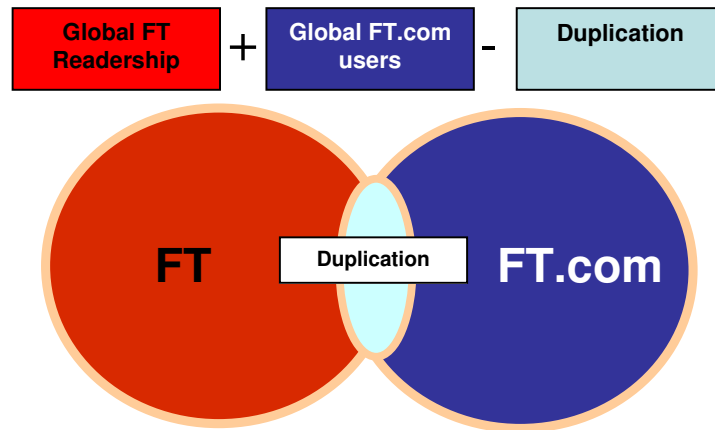 Global FT
Readership
+
Global FT.com
users
-
Duplication
FT
Duplication
FT.com